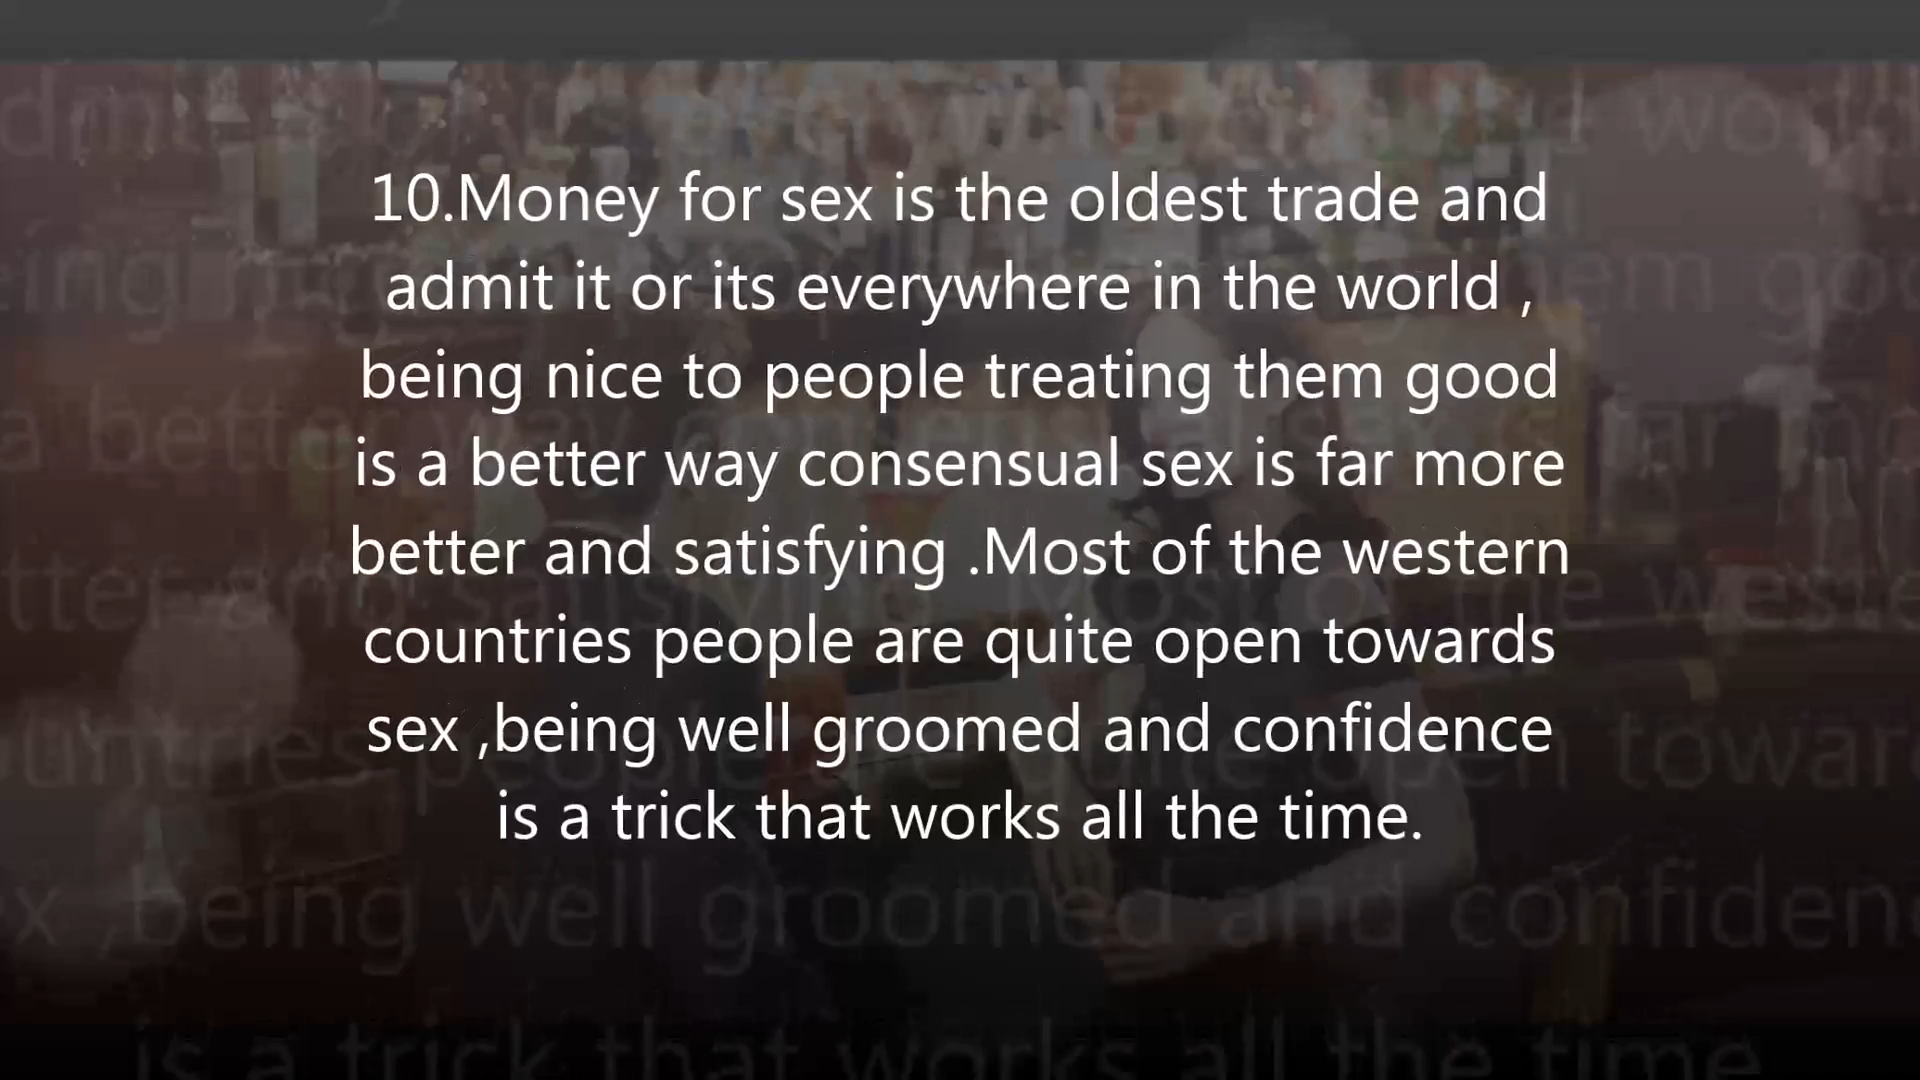 10.Money for sex is the oldest trade and
admit it or its everywhere in the world ,
being nice to people treating them good
is a better way consensual sex is far more
better and satisfying .Most of the western
countries people are quite open towards
sex ,being well groomed and confidence
is a trick that works all the time.